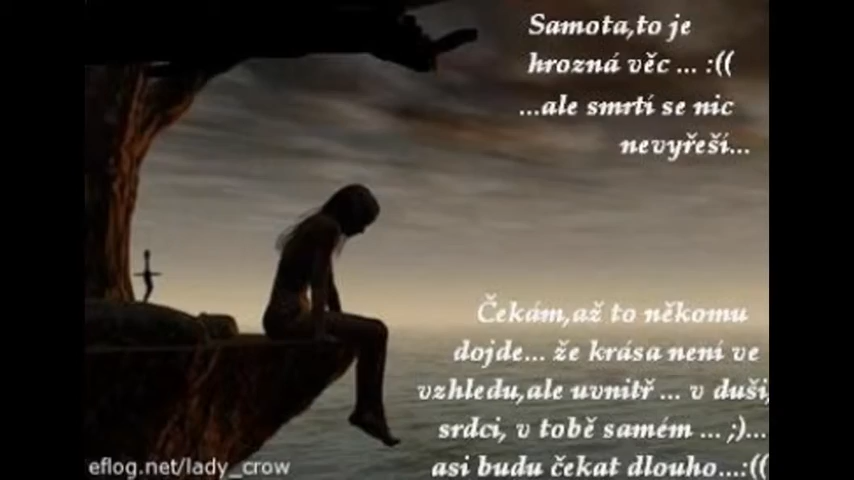 Samota,to je
hrozná věc ... :((
...ale smrtí se nic
nevyřeší...
Čekám,až to někomu
dojde... že krása není ve
vzhledu,ale uvnitř ... v duši,
srdci, v tobě samém ... ;)...
asi budu čekat dlouho...:((
eflog.net/lady_crow